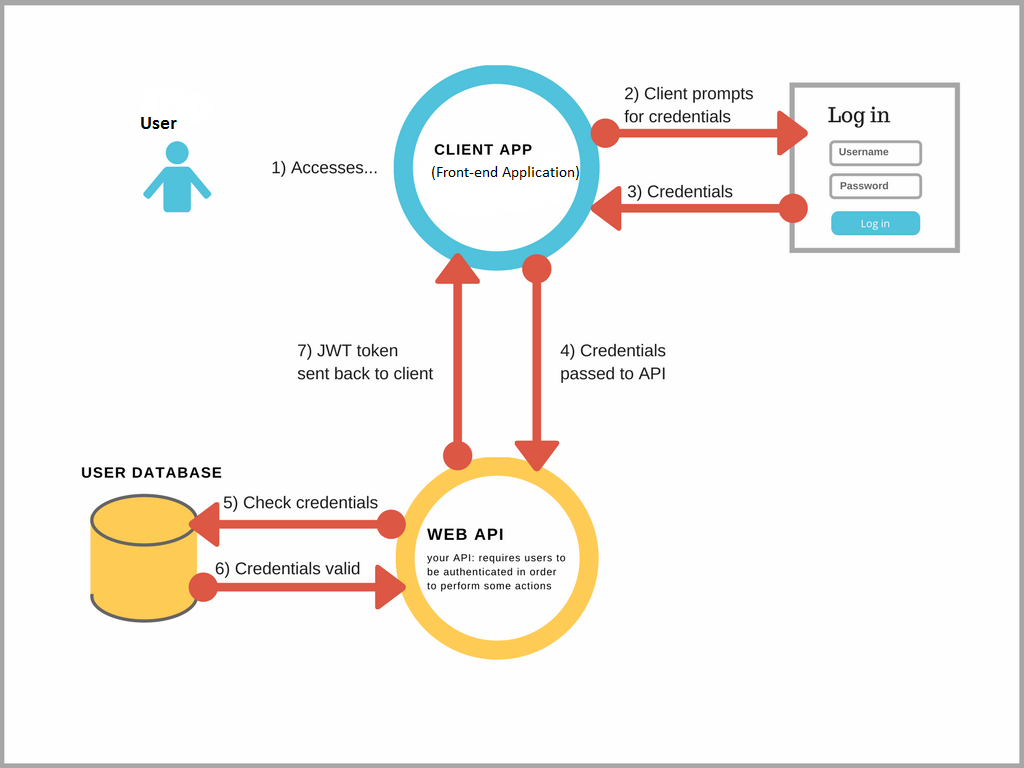 User
1) Accesses...
CLIENT APP
(Front-end Application)
2) Client prompts
for credentials
3) Credentials
Log in
Username
Password
Log in
7) JWT token
sent back to client
4) Credentials
passed to API
USER DATABASE
5) Check credentials
6) Credentials valid
WEB API
your API: requires users to
be authenticated in order
to perform some actions